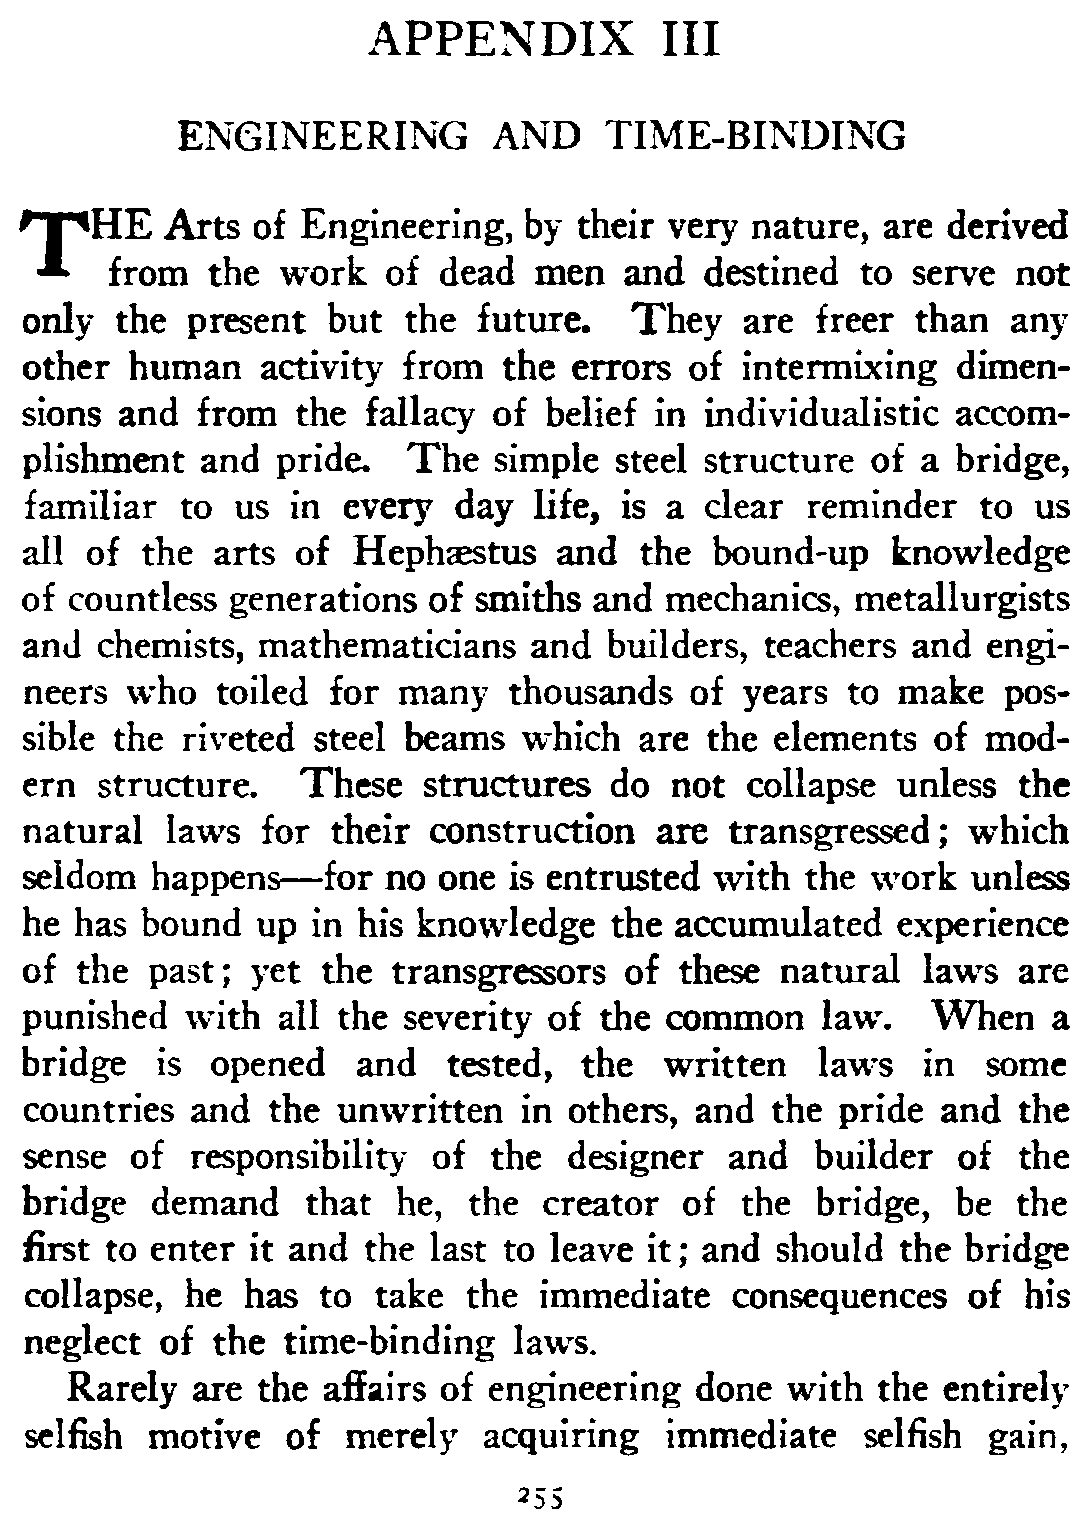 APPENDIX III
ENGINEERING AND TIME-BINDING
THE Arts of Engineering, by their very nature, are derived
from the work of dead men and destined to serve not
only the present but the future. They are freer than any
other human activity from the errors of intermixing dimen-
sions and from the fallacy of belief in individualistic accom-
plishment and pride. The simple steel structure of a bridge,
familiar to us in every day life, is a clear reminder to us
all of the arts of Hephæstus and the bound-up knowledge
of countless generations of smiths and mechanics, metallurgists
and chemists, mathematicians and builders, teachers and engi-
neers who toiled for many thousands of years to make pos-
sible the riveted steel beams which are the elements of mod-
ern structure. These structures do not collapse unless the
natural laws for their construction are transgressed; which
seldom happens—for no one is entrusted with the work unless
he has bound up in his knowledge the accumulated experience
of the past; yet the transgressors of these natural laws are
punished with all the severity of the common law. When a
bridge is opened and tested, the written laws in some
countries and the unwritten in others, and the pride and the
sense of responsibility of the designer and builder of the
bridge demand that he, the creator of the bridge, be the
first to enter it and the last to leave it; and should the bridge
collapse, he has to take the immediate consequences of his
neglect of the time-binding laws.
Rarely are the affairs of engineering done with the entirely
selfish motive of merely acquiring immediate selfish gain,
255